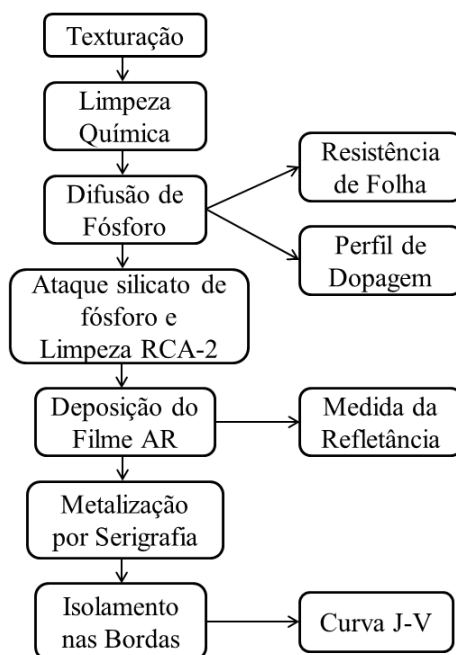 Texturação
Limpeza
Química
Difusão de
Fósforo
Resistência
de Folha
Perfil de
Dopagem
Ataque silicato de
fósforo e
Limpeza RCA-2
Deposição do
Filme AR
Medida da
Refletância
Metalização
por Serigrafia
Isolamento
nas Bordas
Curva J-V